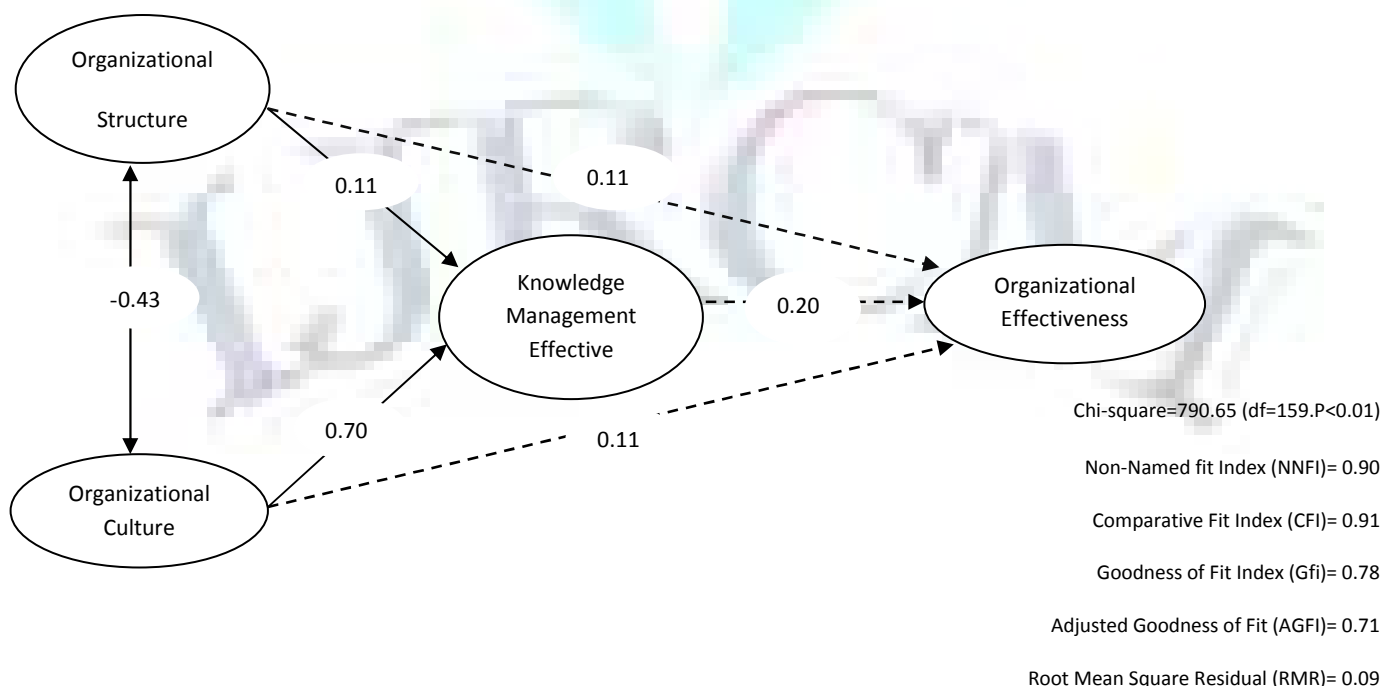 Organizational
Structure
0.11
0.11
-0.43
Knowledge
Management
Effective
0.20
Organizational
Effectiveness
0.70
0.11
Organizational
Culture
Chi-square=790.65 (df=159.P<0.01)
Non-Named fit Index (NNFI)= 0.90
Comparative Fit Index (CFI)= 0.91
Goodness of Fit Index (Gfi)= 0.78
Adjusted Goodness of Fit (AGFI)= 0.71
Root Mean Square Residual (RMR)= 0.09